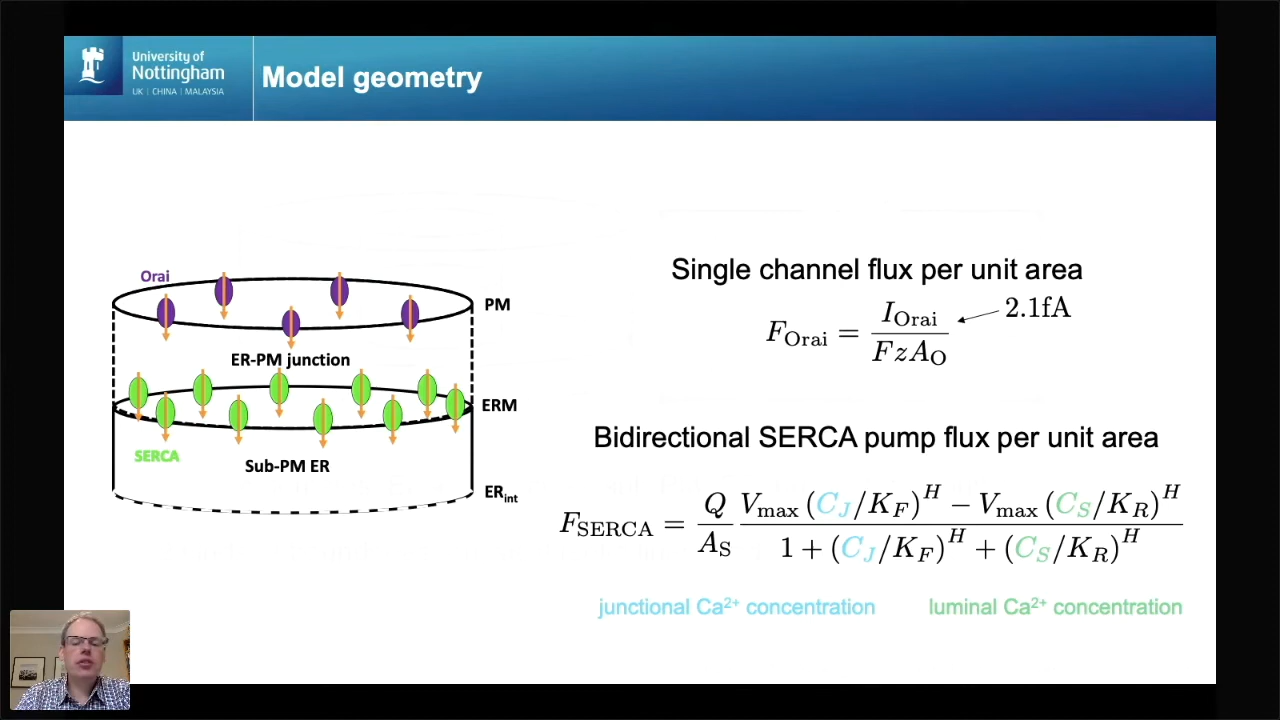 University of
Nottingham
UK | CHINA | MALAYSIA
Model geometry
Orai
PM
ER-PM junction
ERM
SERCA
Sub-PM ER
ERint
Single channel flux per unit area
F_Orai = I_Orai / (F z A_O)
2.1fA
Bidirectional SERCA pump flux per unit area
F_SERCA = Q/A_S (V_max (C_J/K_F)^H − V_max (C_S/K_R)^H) / (1 + (C_J/K_F)^H + (C_S/K_R)^H)
junctional Ca²⁺ concentration
luminal Ca²⁺ concentration